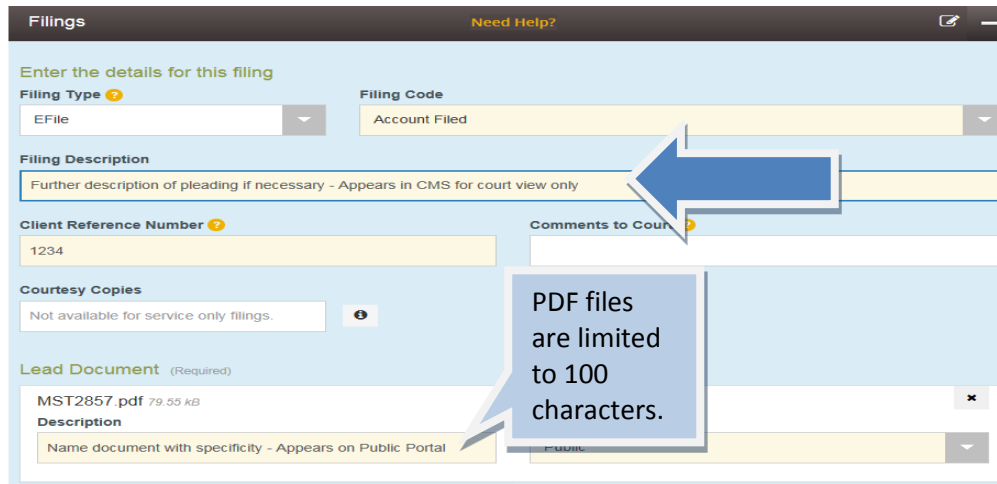 Filings
Need Help?
Enter the details for this filing
Filing Type ?
Filing Code
EFile
Account Filed
Filing Description
Further description of pleading if necessary - Appears in CMS for court view only
Client Reference Number ?
Comments to Court ?
1234
Courtesy Copies
Not available for service only filings.
PDF files
are limited
to 100
characters.
Lead Document (Required)
MST2857.pdf 79.55 kB
Description
Name document with specificity - Appears on Public Portal
Public